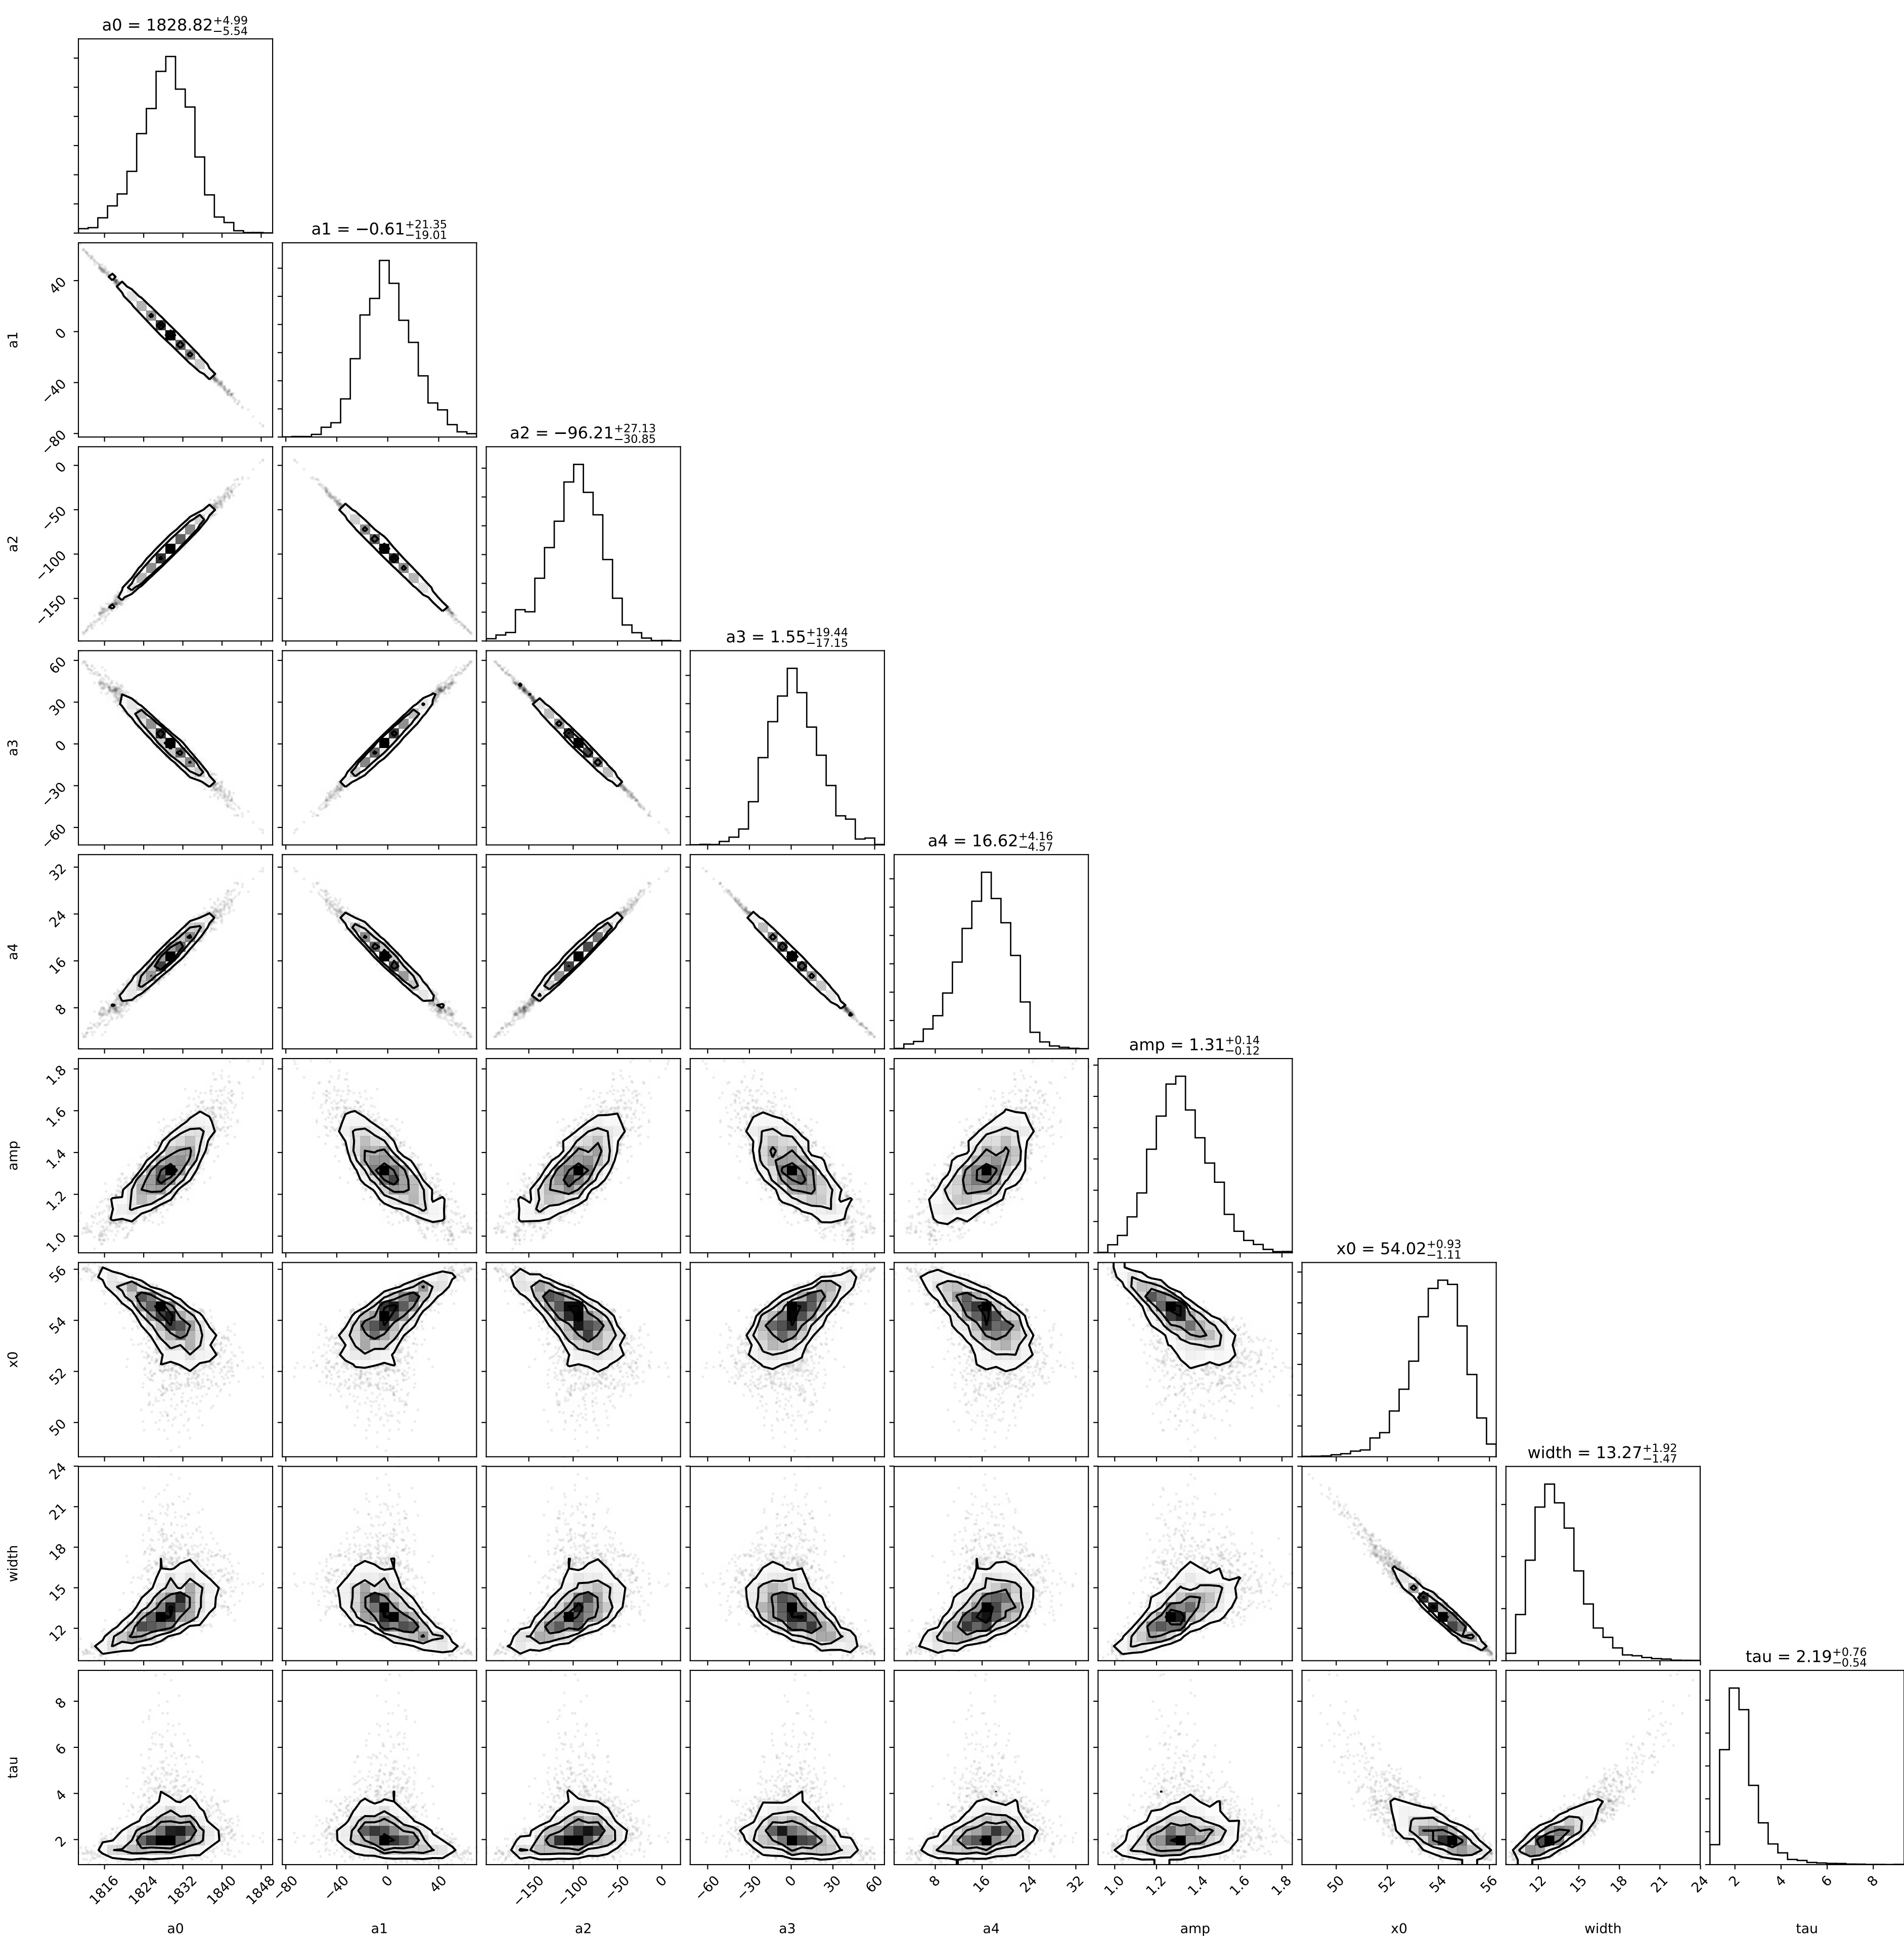 a0 = 1828.82 +4.99 −5.54
a1 = −0.61 +21.35 −19.01
40
0
−40
−80
a1
a2 = −96.21 +27.13 −30.85
0
−50
−100
−150
a2
a3 = 1.55 +19.44 −17.15
60
30
0
−30
−60
a3
a4 = 16.62 +4.16 −4.57
32
24
16
8
a4
amp = 1.31 +0.14 −0.12
1.8
1.6
1.4
1.2
1.0
amp
x0 = 54.02 +0.93 −1.11
56
54
52
50
x0
width = 13.27 +1.92 −1.47
24
21
18
15
12
width
tau = 2.19 +0.76 −0.54
8
6
4
2
tau
1816 1824 1832 1840 1848 −80 −40 0 40 −150 −100 −50 0 −60 −30 0 30 60 8 16 24 32 1.0 1.2 1.4 1.6 1.8 50 52 54 56 12 15 18 21 24 2 4 6 8
a0 a1 a2 a3 a4 amp x0 width tau